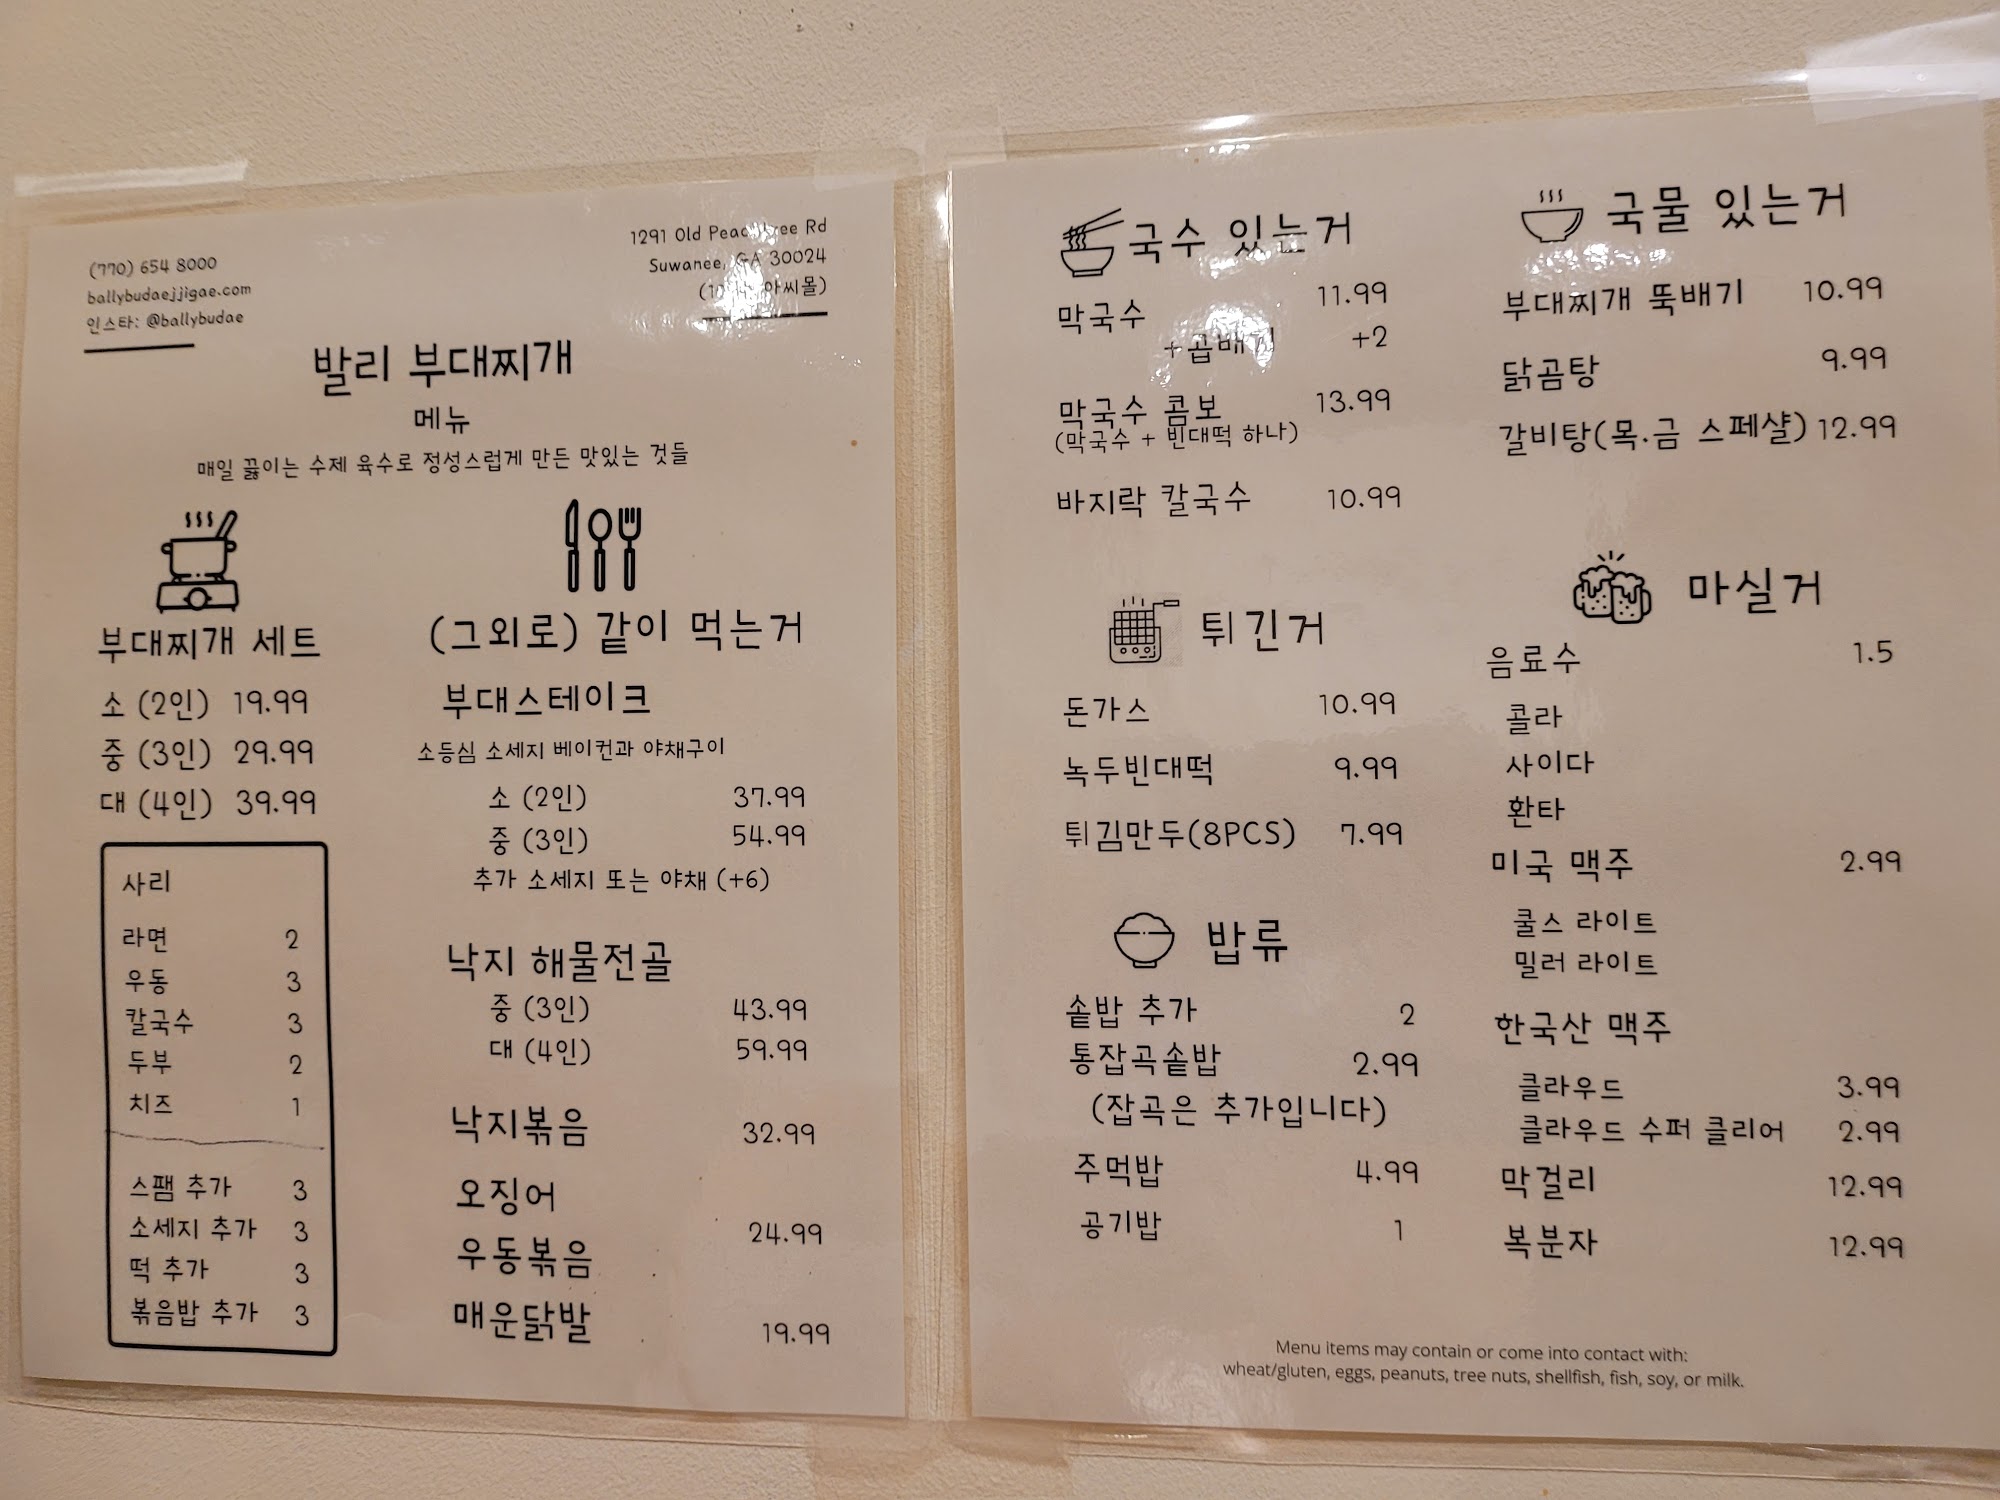 (770) 654 8000
ballybudaejjigae.com
인스타: @ballybudae
1291 Old Peachtree Rd
Suwanee, GA 30024
아씨몰)
발리 부대찌개
메뉴
매일 끓이는 수제 육수로 정성스럽게 만든 맛있는 것들
부대찌개 세트
소 (2인) 19.99
중 (3인) 29.99
대 (4인) 39.99
사리
라면 2
우동 3
칼국수 3
두부 2
치즈 1
스팸 추가 3
소세지 추가 3
떡 추가 3
볶음밥 추가 3
(그외로) 같이 먹는거
부대스테이크
소등심 소세지 베이컨과 야채구이
소 (2인) 37.99
중 (3인) 54.99
추가 소세지 또는 야채 (+6)
낙지 해물전골
중 (3인) 43.99
대 (4인) 59.99
낙지볶음 32.99
오징어
우동볶음 24.99
매운닭발 19.99
국수 있는거
막국수 11.99
+곱배기 +2
막국수 콤보 13.99
(막국수 + 빈대떡 하나)
바지락 칼국수 10.99
튀긴거
돈가스 10.99
녹두빈대떡 9.99
튀김만두(8PCS) 7.99
밥류
솥밥 추가 2
통잡곡솥밥 2.99
(잡곡은 추가입니다)
주먹밥 4.99
공기밥 1
국물 있는거
부대찌개 뚝배기 10.99
닭곰탕 9.99
갈비탕(목.금 스페샬) 12.99
마실거
음료수 1.5
콜라
사이다
환타
미국 맥주 2.99
쿨스 라이트
밀러 라이트
한국산 맥주
클라우드 3.99
클라우드 수퍼 클리어 2.99
막걸리 12.99
복분자 12.99
Menu items may contain or come into contact with:
wheat/gluten, eggs, peanuts, tree nuts, shellfish, fish, soy, or milk.